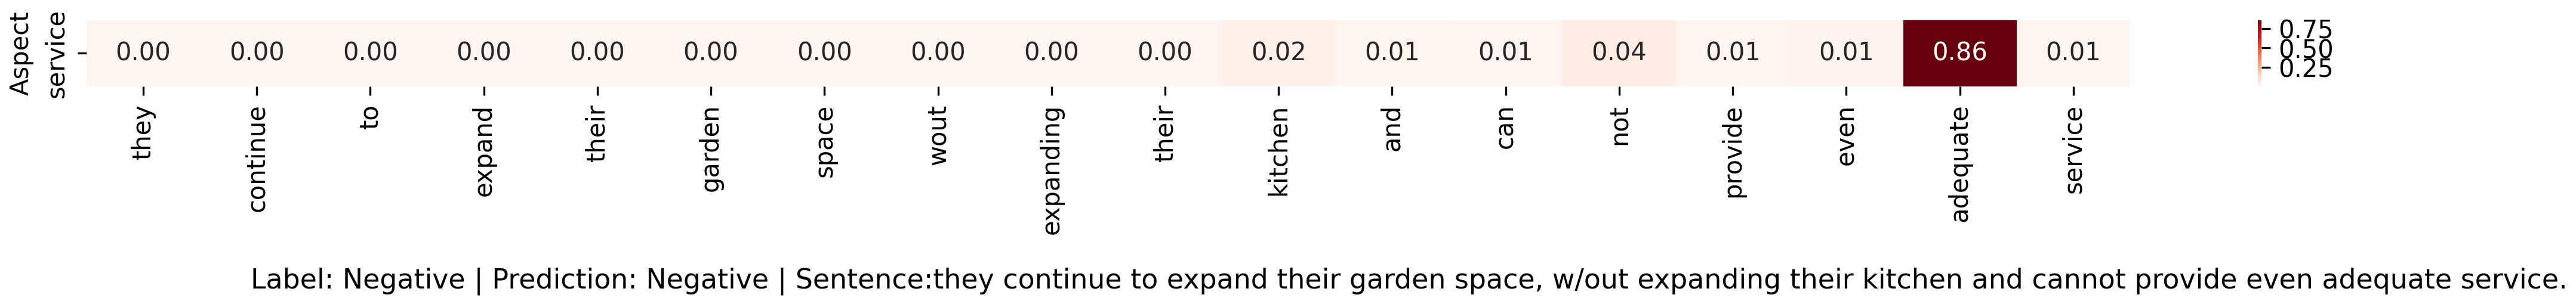 Aspect
service
0.00 0.00 0.00 0.00 0.00 0.00 0.00 0.00 0.00 0.00 0.02 0.01 0.01 0.04 0.01 0.01 0.86 0.01
they continue to expand their garden space wout expanding their kitchen and can not provide even adequate service
0.75
0.50
0.25
Label: Negative | Prediction: Negative | Sentence:they continue to expand their garden space, w/out expanding their kitchen and cannot provide even adequate service.